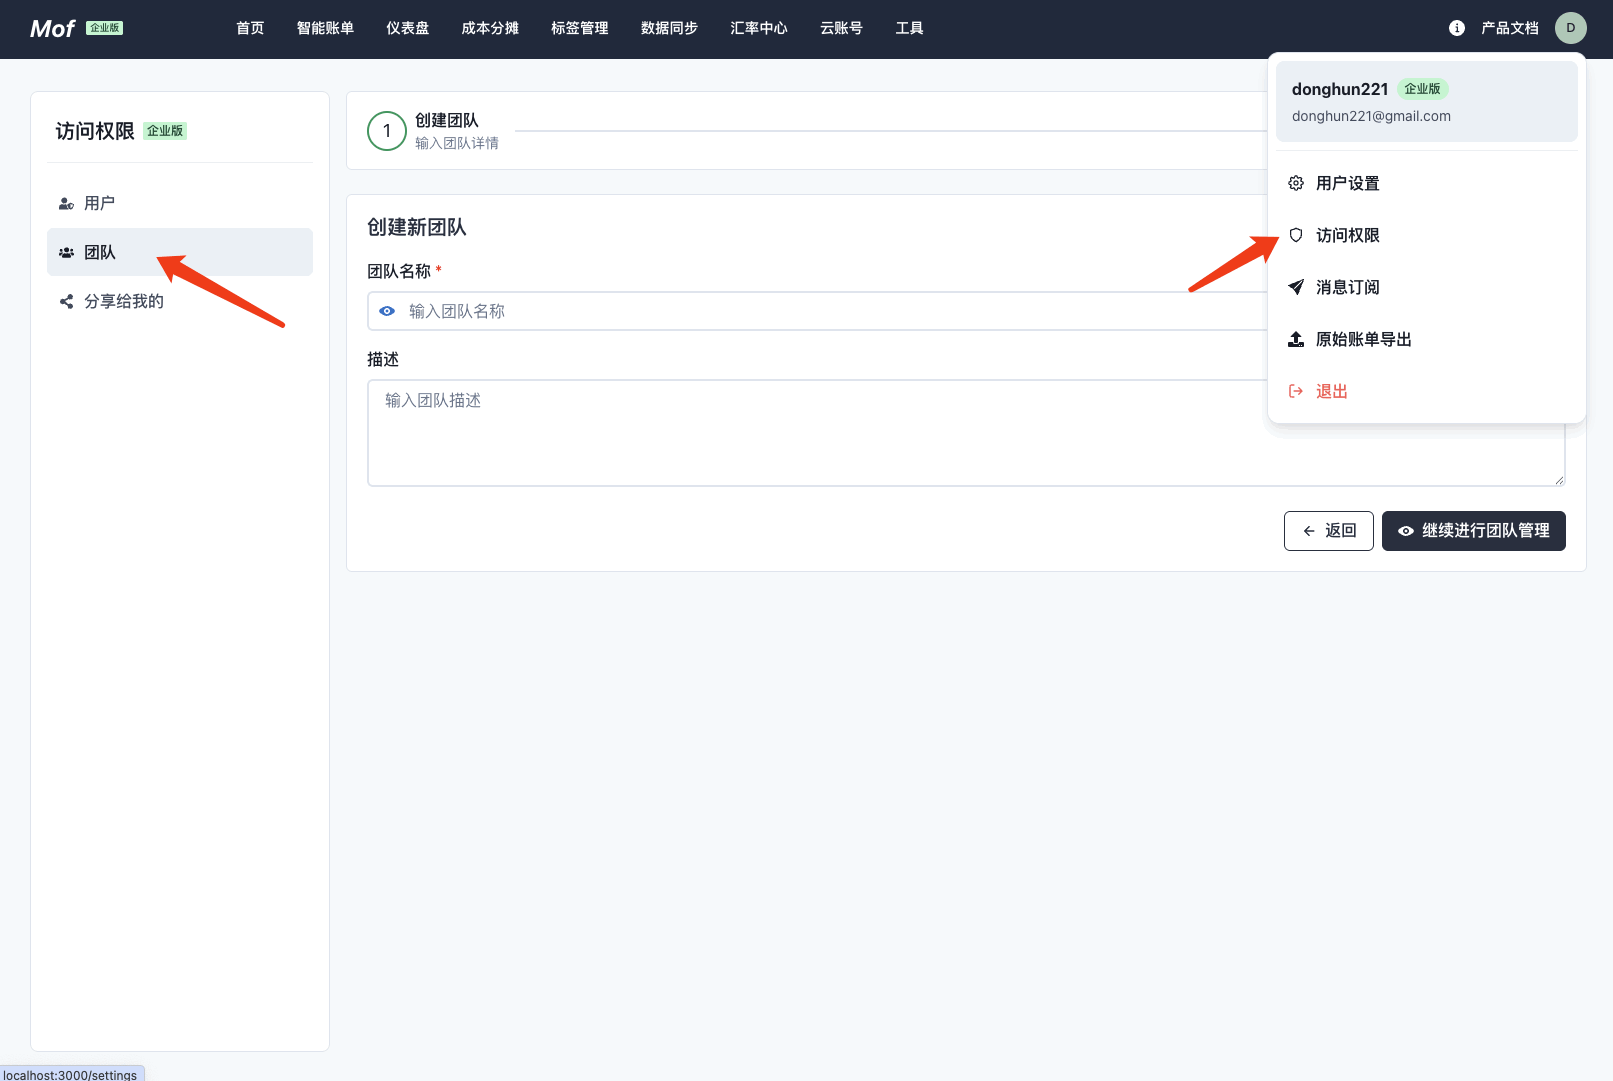 Mof 企业版 首页 智能账单 仪表盘 成本分摊 标签管理 数据同步 汇率中心 云账号 工具 产品文档 D
donghun221 企业版
donghun221@gmail.com
用户设置
访问权限
消息订阅
原始账单导出
退出
访问权限 企业版
用户
团队
分享给我的
1 创建团队
输入团队详情
创建新团队
团队名称 *
输入团队名称
描述
输入团队描述
返回 继续进行团队管理
localhost:3000/settings